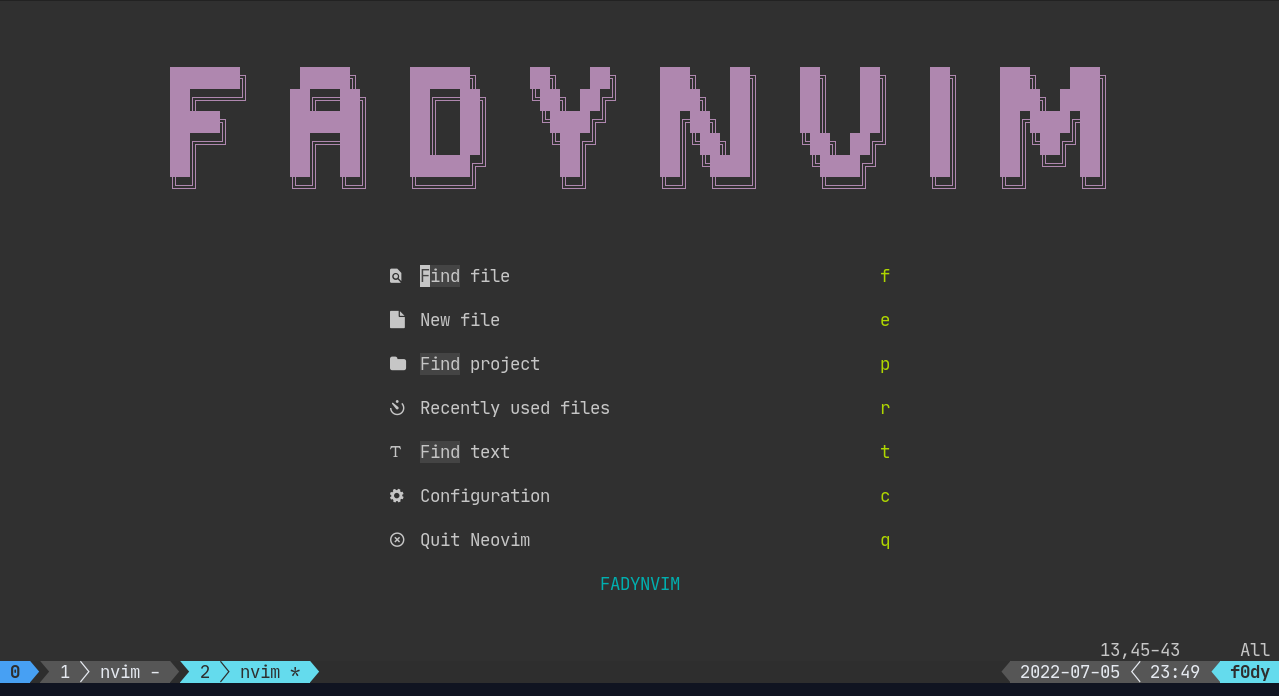 FADYNVIM
Find file f
New file e
Find project p
Recently used files r
Find text t
Configuration c
Quit Neovim q
FADYNVIM
13,45-43 All
0 1 nvim - 2 nvim * 2022-07-05 23:49 f0dy